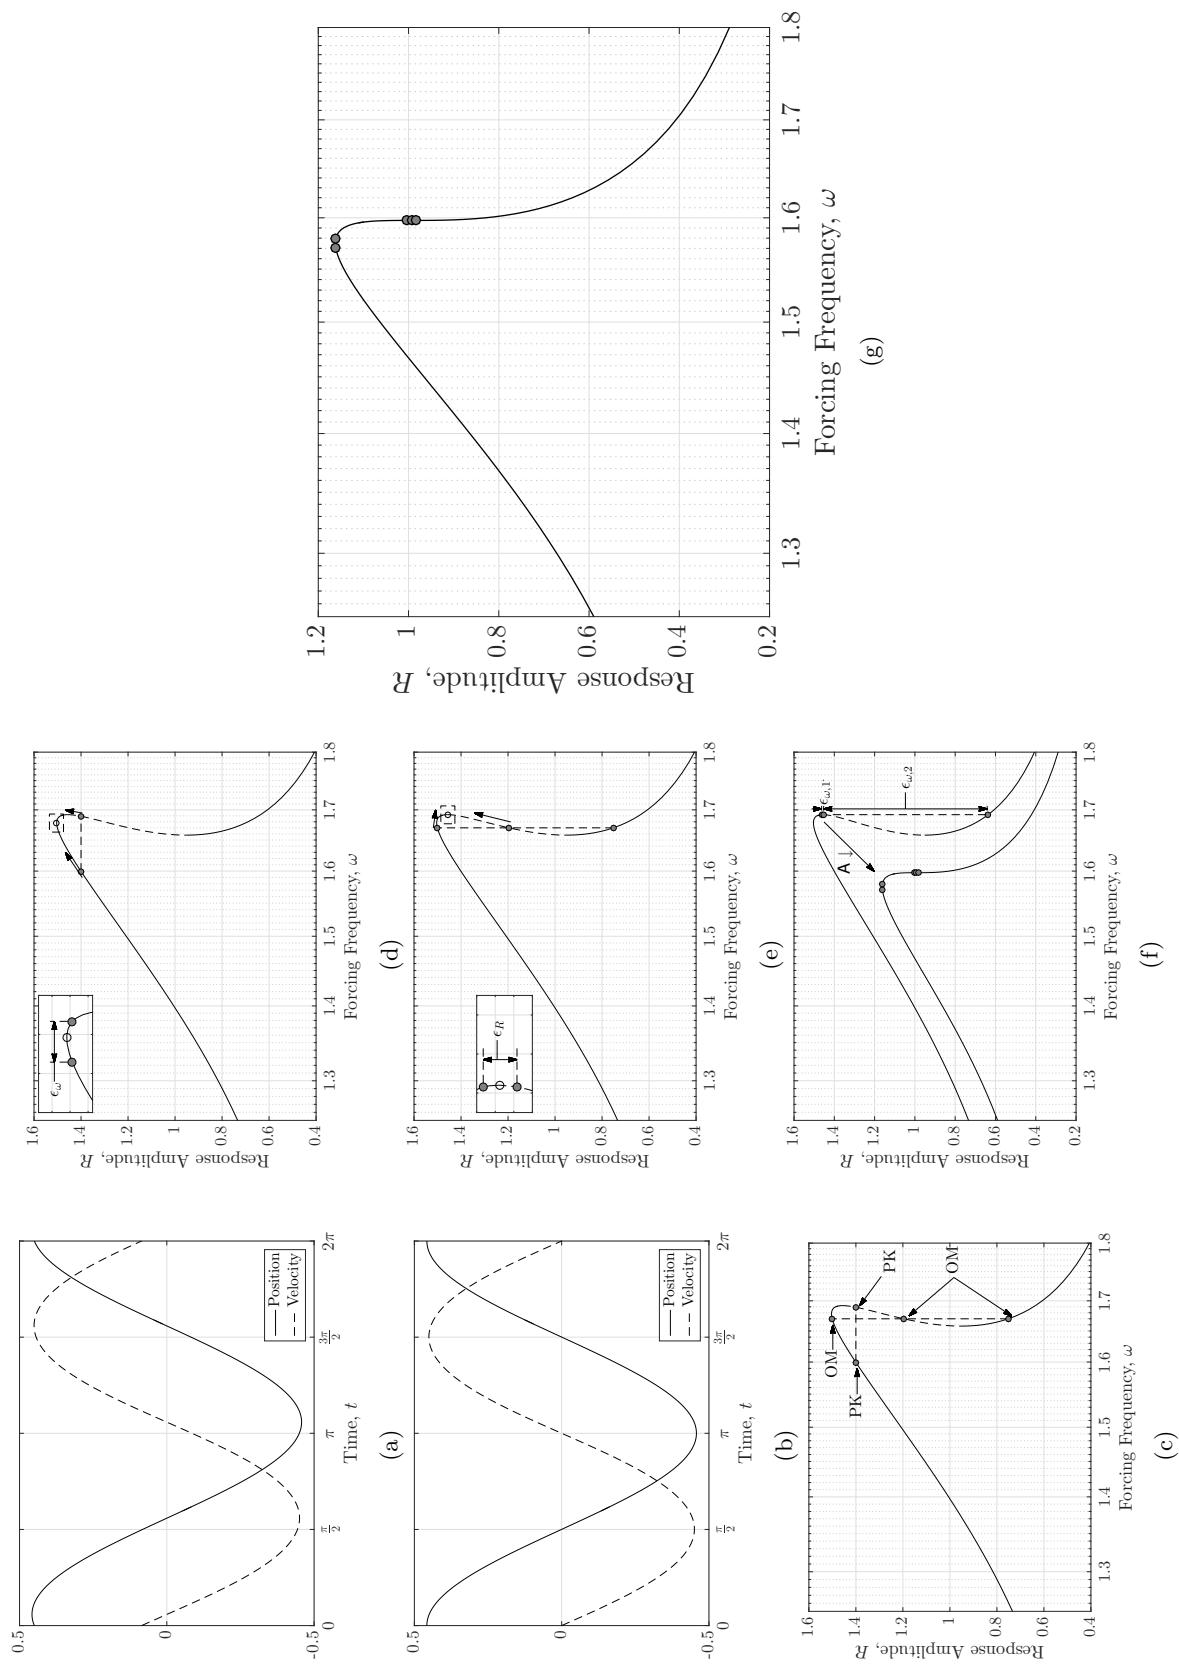 0.5
0
-0.5
0
π/2
π
3π/2
2π
Time, t
Position
Velocity
(a)
0.5
0
-0.5
0
π/2
π
3π/2
2π
Time, t
Position
Velocity
(b)
Response Amplitude, R
1.6
1.4
1.2
1
0.8
0.6
0.4
1.3
1.4
1.5
1.6
1.7
1.8
Forcing Frequency, ω
OM
PK
PK
OM
(c)
Response Amplitude, R
1.6
1.4
1.2
1
0.8
0.6
0.4
1.3
1.4
1.5
1.6
1.7
1.8
Forcing Frequency, ω
ϵω
(d)
Response Amplitude, R
1.6
1.4
1.2
1
0.8
0.6
0.4
1.3
1.4
1.5
1.6
1.7
1.8
Forcing Frequency, ω
ϵR
(e)
Response Amplitude, R
1.6
1.4
1.2
1
0.8
0.6
0.4
0.2
1.3
1.4
1.5
1.6
1.7
1.8
Forcing Frequency, ω
A ↓
ϵω,1
ϵω,2
(f)
Response Amplitude, R
1.2
1
0.8
0.6
0.4
0.2
1.3
1.4
1.5
1.6
1.7
1.8
Forcing Frequency, ω
(g)